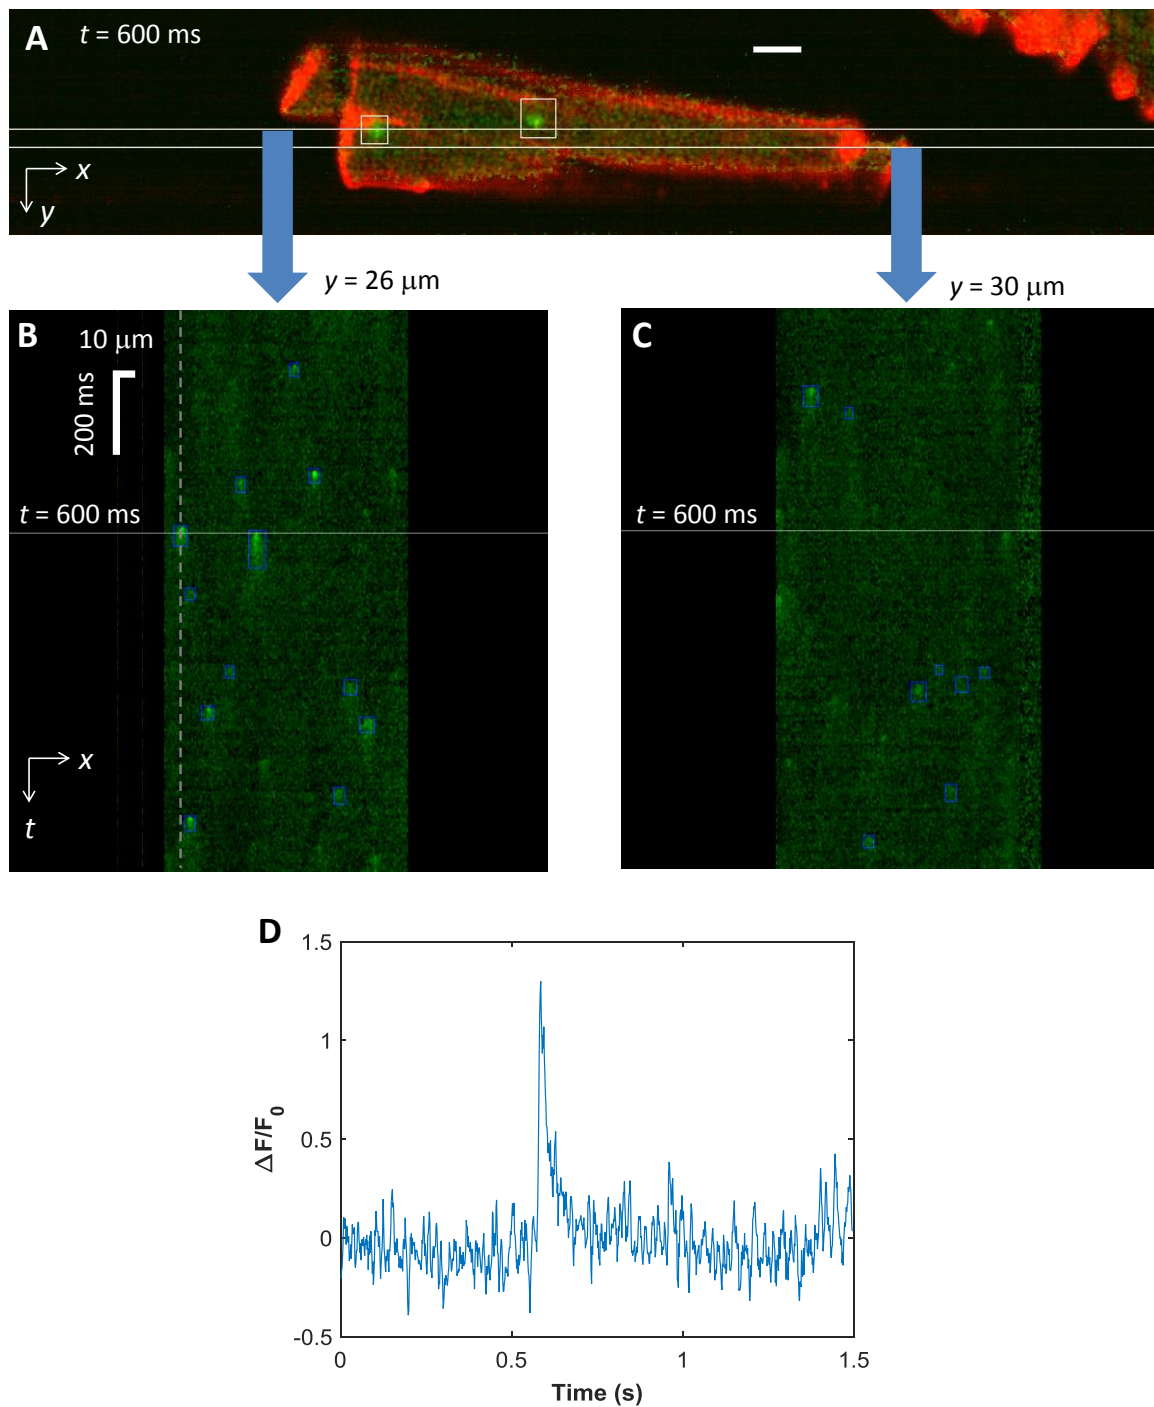 A
t = 600 ms
x
y
y = 26 μm
y = 30 μm
B
10 μm
200 ms
t = 600 ms
x
t
C
t = 600 ms
D
1.5
1
0.5
0
-0.5
ΔF/F0
0 0.5 1 1.5
Time (s)